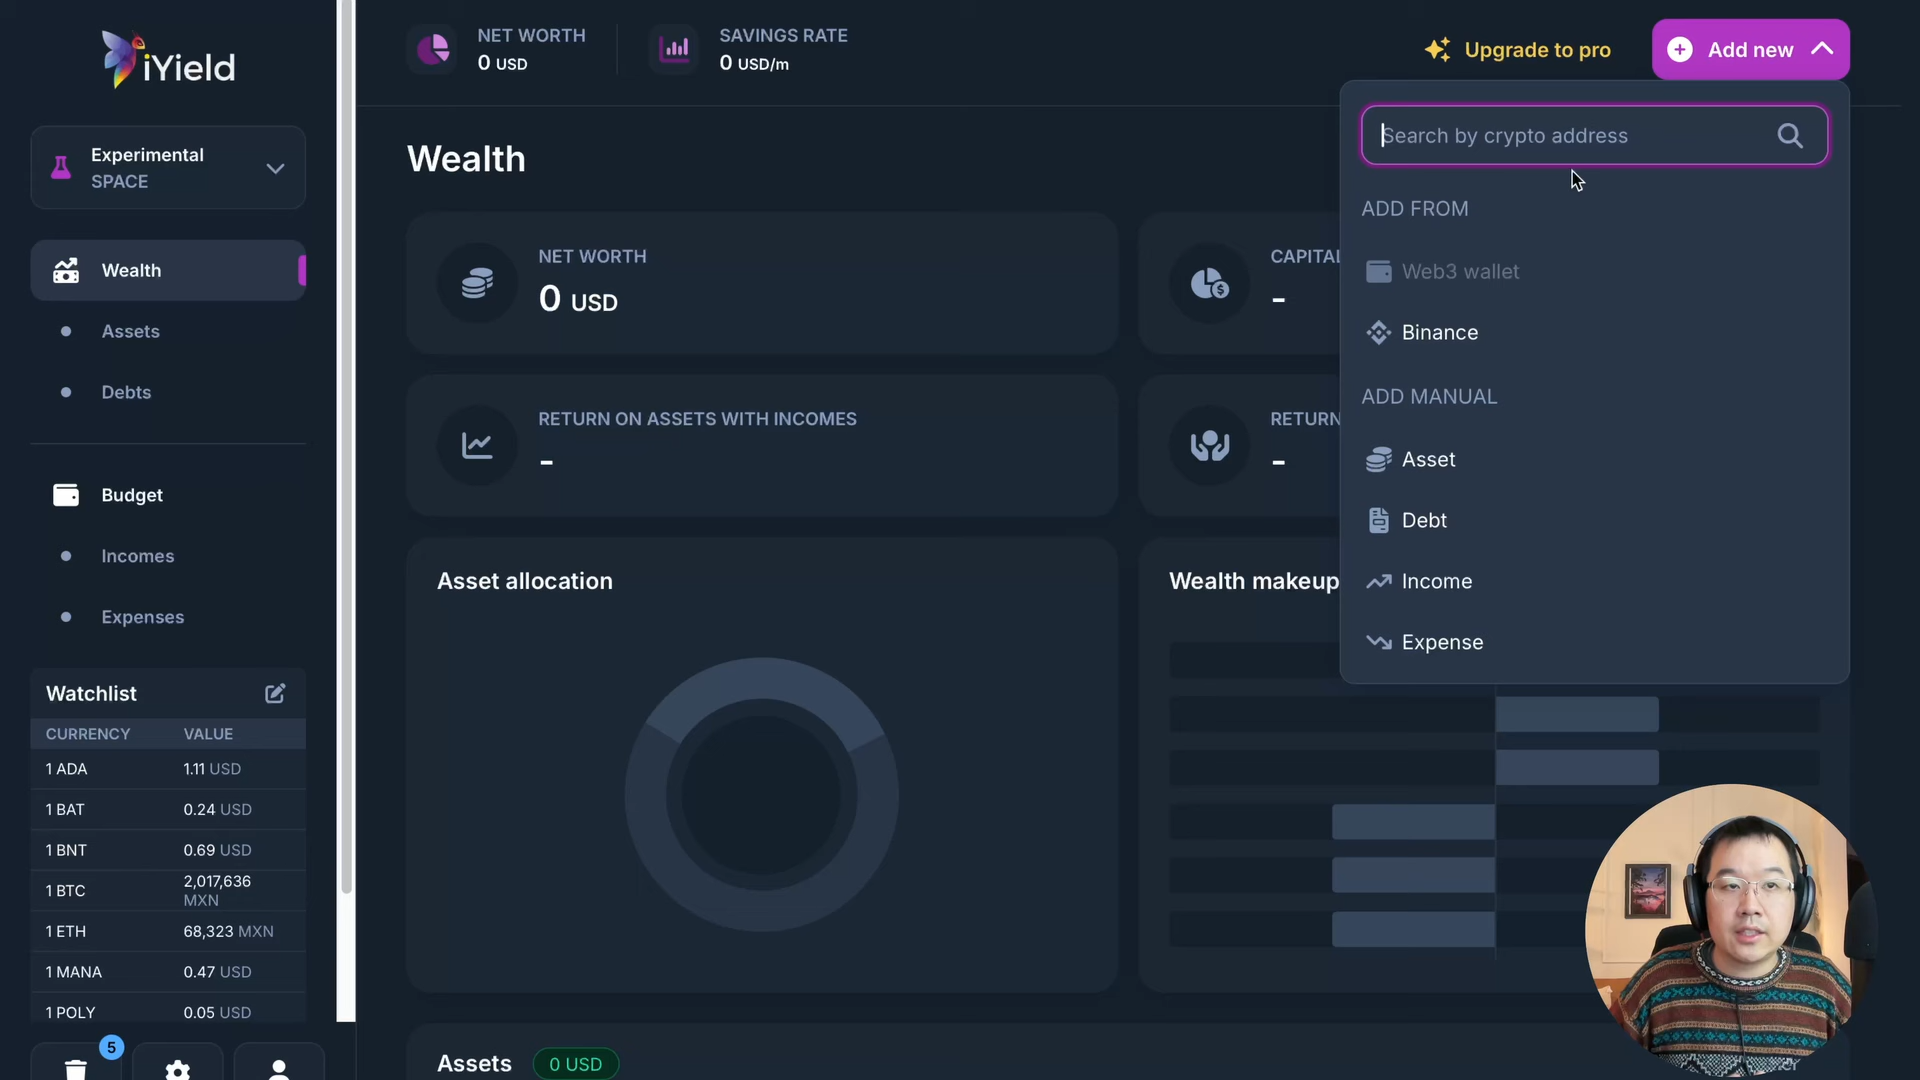 iYield
Experimental
SPACE
Wealth
Assets
Debts
Budget
Incomes
Expenses
Watchlist
CURRENCY VALUE
1 ADA 1.11 USD
1 BAT 0.24 USD
1 BNT 0.69 USD
1 BTC 2,017,636 MXN
1 ETH 68,323 MXN
1 MANA 0.47 USD
1 POLY 0.05 USD
5
NET WORTH
0 USD
SAVINGS RATE
0 USD/m
Upgrade to pro
Add new
Wealth
NET WORTH
0 USD
CAPITAL
-
RETURN ON ASSETS WITH INCOMES
-
RETURN
-
Asset allocation
Wealth makeup
Assets 0 USD
Search by crypto address
ADD FROM
Web3 wallet
Binance
ADD MANUAL
Asset
Debt
Income
Expense